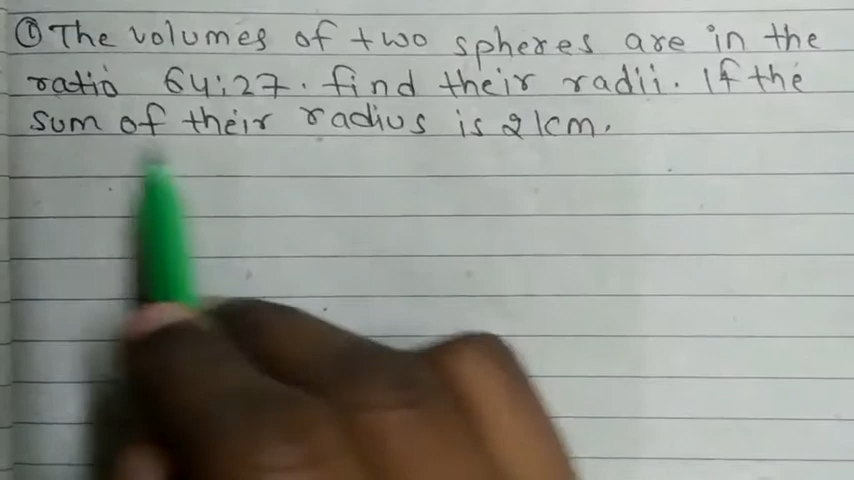 ① The volumes of two spheres are in the
ratio 64:27. find their radii. If the
sum of their radius is 21cm.